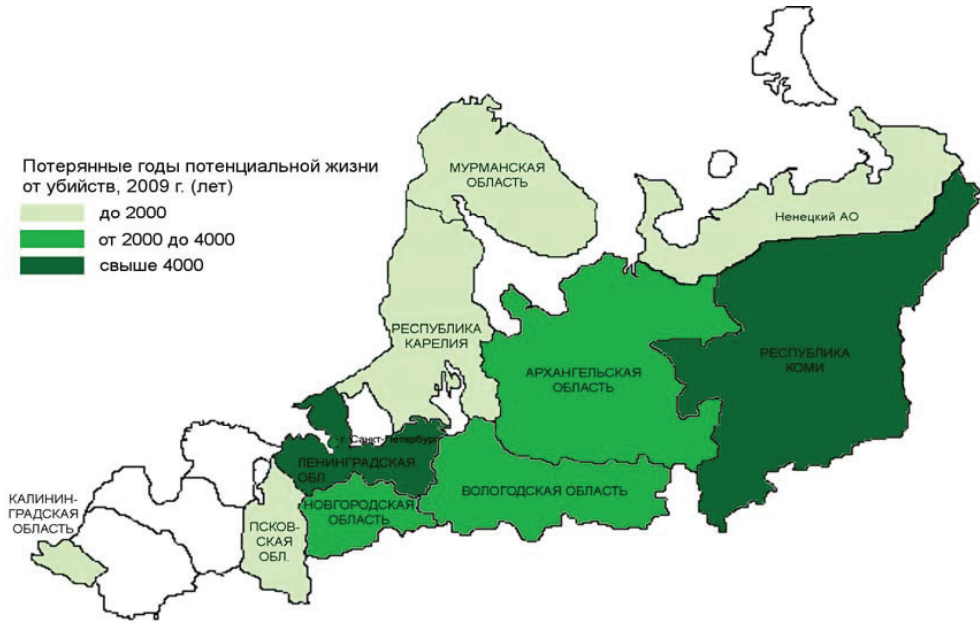 Потерянные годы потенциальной жизни
от убийств, 2009 г. (лет)
до 2000
от 2000 до 4000
свыше 4000
МУРМАНСКАЯ
ОБЛАСТЬ
Ненецкий АО
РЕСПУБЛИКА
КАРЕЛИЯ
АРХАНГЕЛЬСКАЯ
ОБЛАСТЬ
РЕСПУБЛИКА
КОМИ
г. Санкт-Петербург
ЛЕНИНГРАДСКАЯ
ОБЛ
ВОЛОГОДСКАЯ ОБЛАСТЬ
НОВГОРОДСКАЯ
ОБЛАСТЬ
КАЛИНИН-
ГРАДСКАЯ
ОБЛАСТЬ
ПСКОВ-
СКАЯ
ОБЛ.